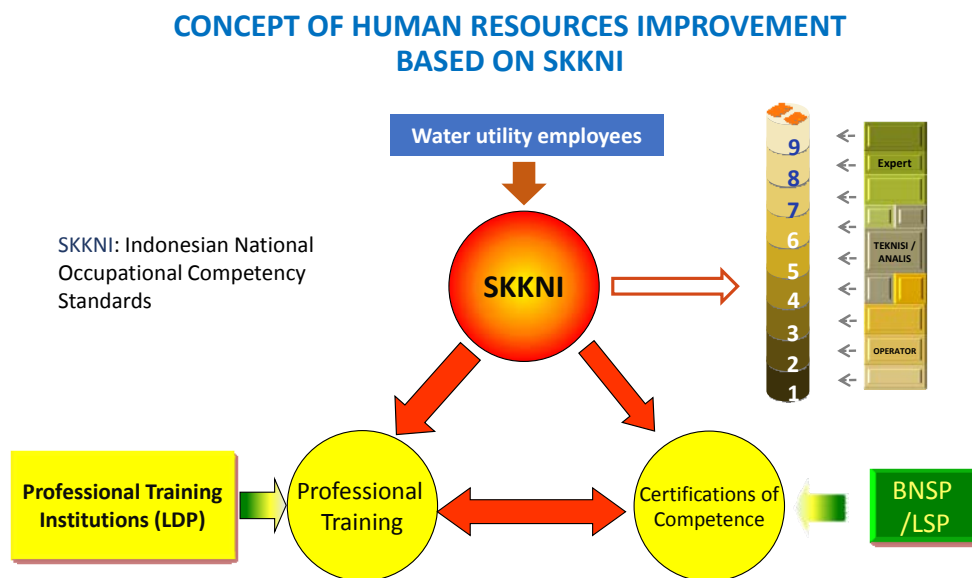 CONCEPT OF HUMAN RESOURCES IMPROVEMENT
BASED ON SKKNI
Water utility employees
SKKNI: Indonesian National
Occupational Competency
Standards
SKKNI
9
8
7
6
5
4
3
2
1
Expert
TEKNISI /
ANALIS
OPERATOR
Professional Training
Institutions (LDP)
Professional
Training
Certifications of
Competence
BNSP
/LSP